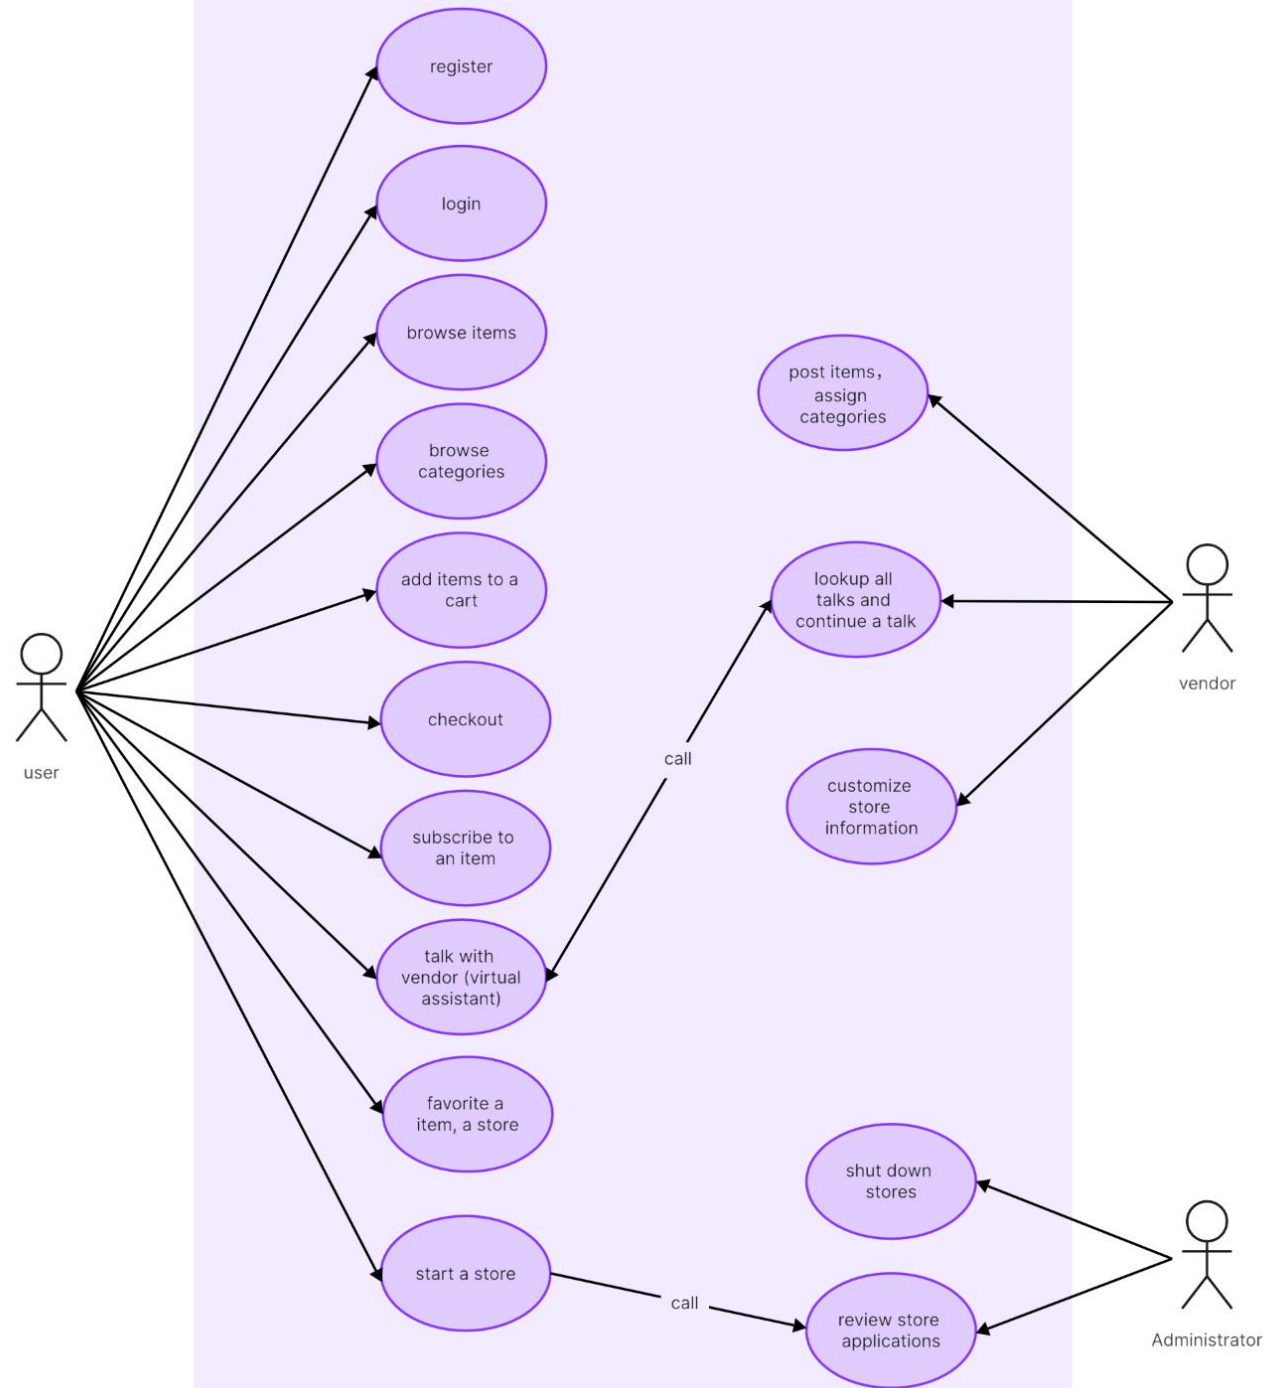 register
login
browse items
browse
categories
add items to a
cart
checkout
subscribe to
an item
talk with
vendor (virtual
assistant)
favorite a
item, a store
start a store
user
call
call
post items，
assign
categories
lookup all
talks and
continue a talk
customize
store
information
shut down
stores
review store
applications
vendor
Administrator